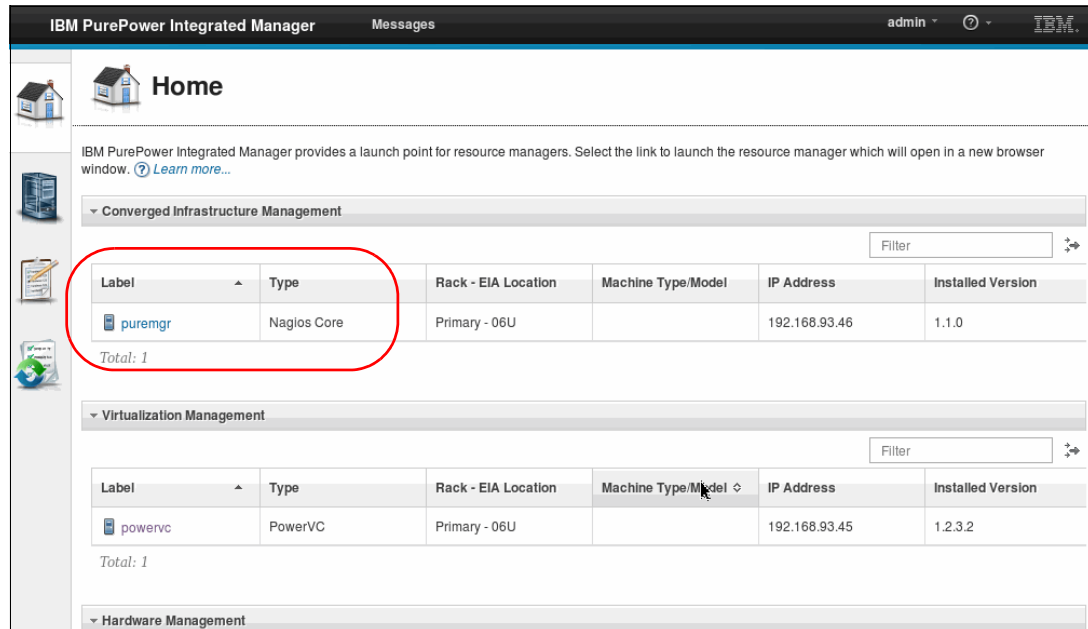 IBM PurePower Integrated Manager Messages admin IBM.
Home
IBM PurePower Integrated Manager provides a launch point for resource managers. Select the link to launch the resource manager which will open in a new browser
window. ? Learn more...
Converged Infrastructure Management
Filter
Label Type Rack - EIA Location Machine Type/Model IP Address Installed Version
puremgr Nagios Core Primary - 06U 192.168.93.46 1.1.0
Total: 1
Virtualization Management
Filter
Label Type Rack - EIA Location Machine Type/Model IP Address Installed Version
powervc PowerVC Primary - 06U 192.168.93.45 1.2.3.2
Total: 1
Hardware Management